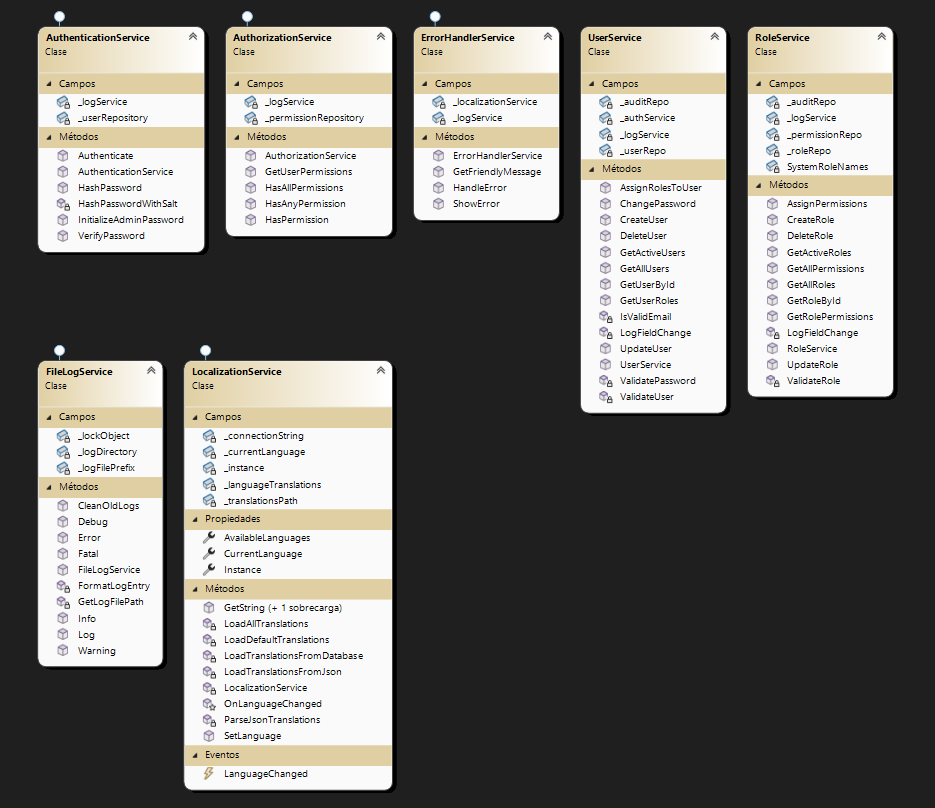 AuthenticationService
Clase
Campos
_logService
_userRepository
Métodos
Authenticate
AuthenticationService
HashPassword
HashPasswordWithSalt
InitializeAdminPassword
VerifyPassword
AuthorizationService
Clase
Campos
_logService
_permissionRepository
Métodos
AuthorizationService
GetUserPermissions
HasAllPermissions
HasAnyPermission
HasPermission
ErrorHandlerService
Clase
Campos
_localizationService
_logService
Métodos
ErrorHandlerService
GetFriendlyMessage
HandleError
ShowError
UserService
Clase
Campos
_auditRepo
_authService
_logService
_userRepo
Métodos
AssignRolesToUser
ChangePassword
CreateUser
DeleteUser
GetActiveUsers
GetAllUsers
GetUserById
GetUserRoles
IsValidEmail
LogFieldChange
UpdateUser
UserService
ValidatePassword
ValidateUser
RoleService
Clase
Campos
_auditRepo
_logService
_permissionRepo
_roleRepo
SystemRoleNames
Métodos
AssignPermissions
CreateRole
DeleteRole
GetActiveRoles
GetAllPermissions
GetAllRoles
GetRoleById
GetRolePermissions
LogFieldChange
RoleService
UpdateRole
ValidateRole
FileLogService
Clase
Campos
_lockObject
_logDirectory
_logFilePrefix
Métodos
CleanOldLogs
Debug
Error
Fatal
FileLogService
FormatLogEntry
GetLogFilePath
Info
Log
Warning
LocalizationService
Clase
Campos
_connectionString
_currentLanguage
_instance
_languageTranslations
_translationsPath
Propiedades
AvailableLanguages
CurrentLanguage
Instance
Métodos
GetString (+ 1 sobrecarga)
LoadAllTranslations
LoadDefaultTranslations
LoadTranslationsFromDatabase
LoadTranslationsFromJson
LocalizationService
OnLanguageChanged
ParseJsonTranslations
SetLanguage
Eventos
LanguageChanged